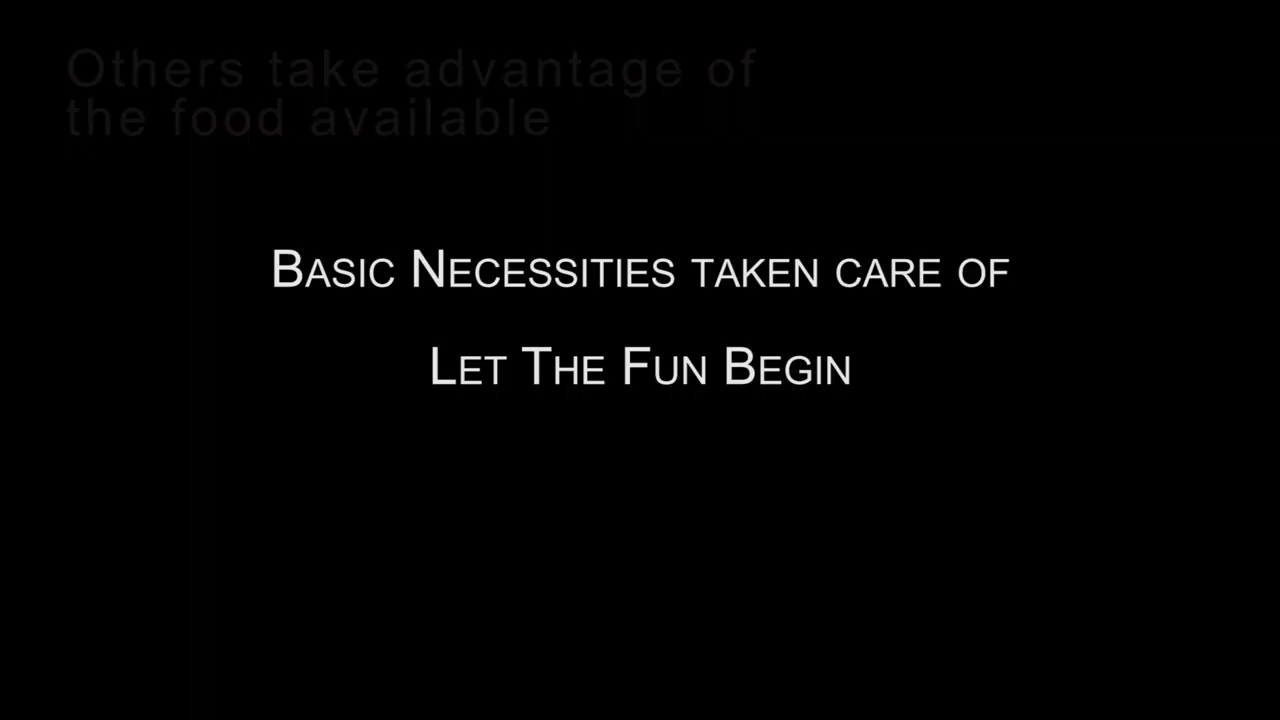 Others take advantage of
the food available
Basic Necessities taken care of
Let The Fun Begin